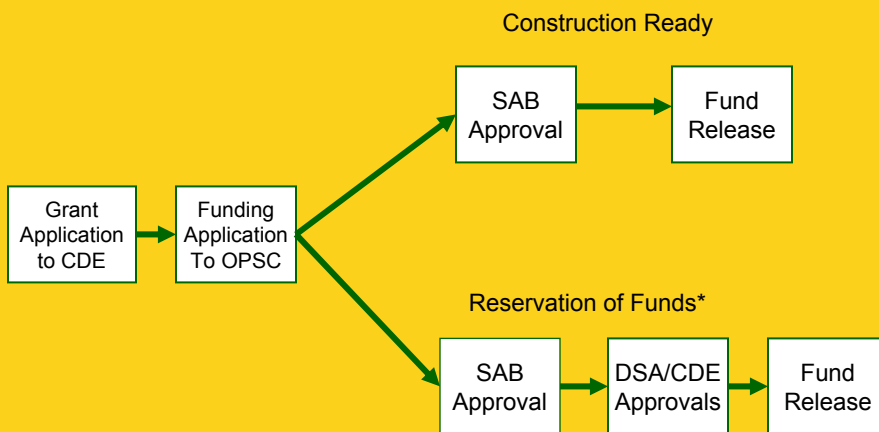 Construction Ready
SAB
Approval
Fund
Release
Grant
Application
to CDE
Funding
Application
To OPSC
Reservation of Funds*
SAB
Approval
DSA/CDE
Approvals
Fund
Release